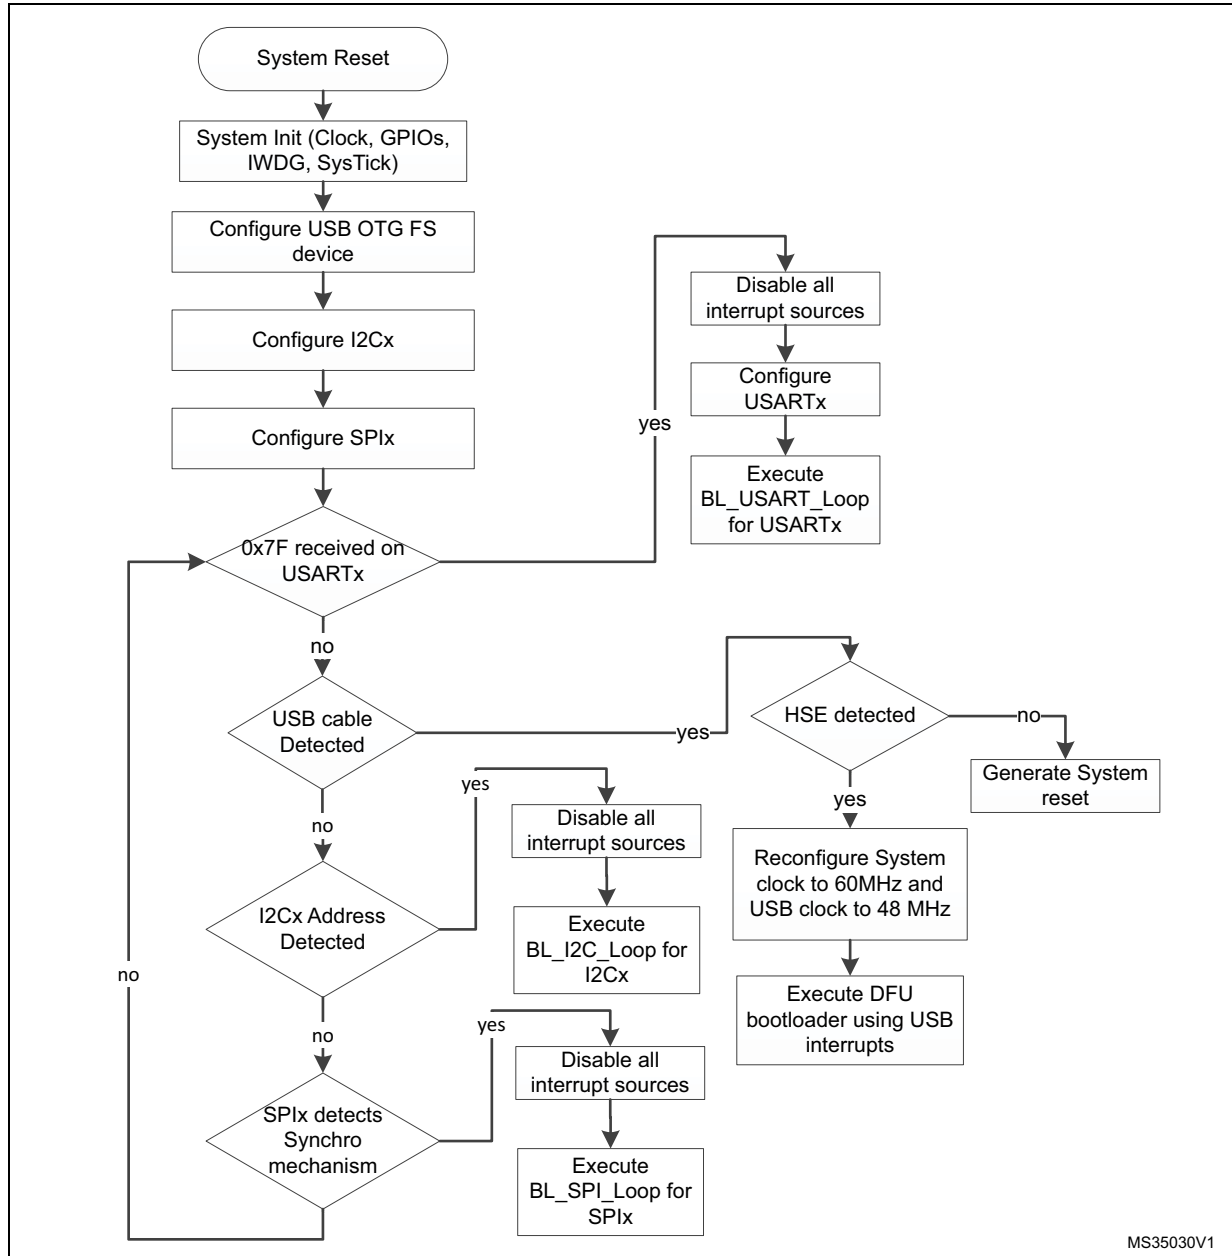 System Reset
System Init (Clock, GPIOs,
IWDG, SysTick)
Configure USB OTG FS
device
Configure I2Cx
Configure SPIx
0x7F received on
USARTx
yes
Disable all
interrupt sources
Configure
USARTx
Execute
BL_USART_Loop
for USARTx
no
USB cable
Detected
yes
HSE detected
no
Generate System
reset
yes
Reconfigure System
clock to 60MHz and
USB clock to 48 MHz
Execute DFU
bootloader using USB
interrupts
no
I2Cx Address
Detected
yes
Disable all
interrupt sources
Execute
BL_I2C_Loop for
I2Cx
no
SPIx detects
Synchro
mechanism
yes
Disable all
interrupt sources
Execute
BL_SPI_Loop for
SPIx
no
MS35030V1